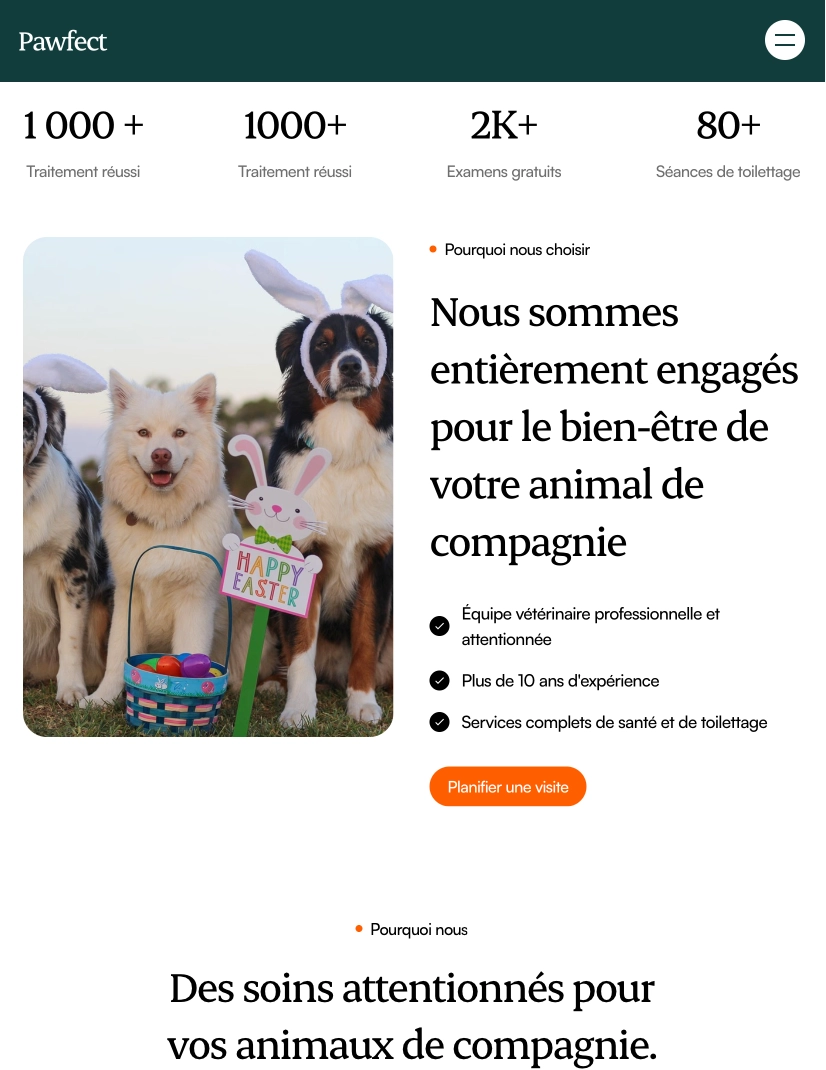 Pawfect
1 000 +
1000+
2K+
80+
Traitement réussi
Traitement réussi
Examens gratuits
Séances de toilettage
HAPPY
EASTER
Pourquoi nous choisir
Nous sommes
entièrement engagés
pour le bien-être de
votre animal de
compagnie
Équipe vétérinaire professionnelle et
attentionnée
Plus de 10 ans d'expérience
Services complets de santé et de toilettage
Planifier une visite
Pourquoi nous
Des soins attentionnés pour
vos animaux de compagnie.